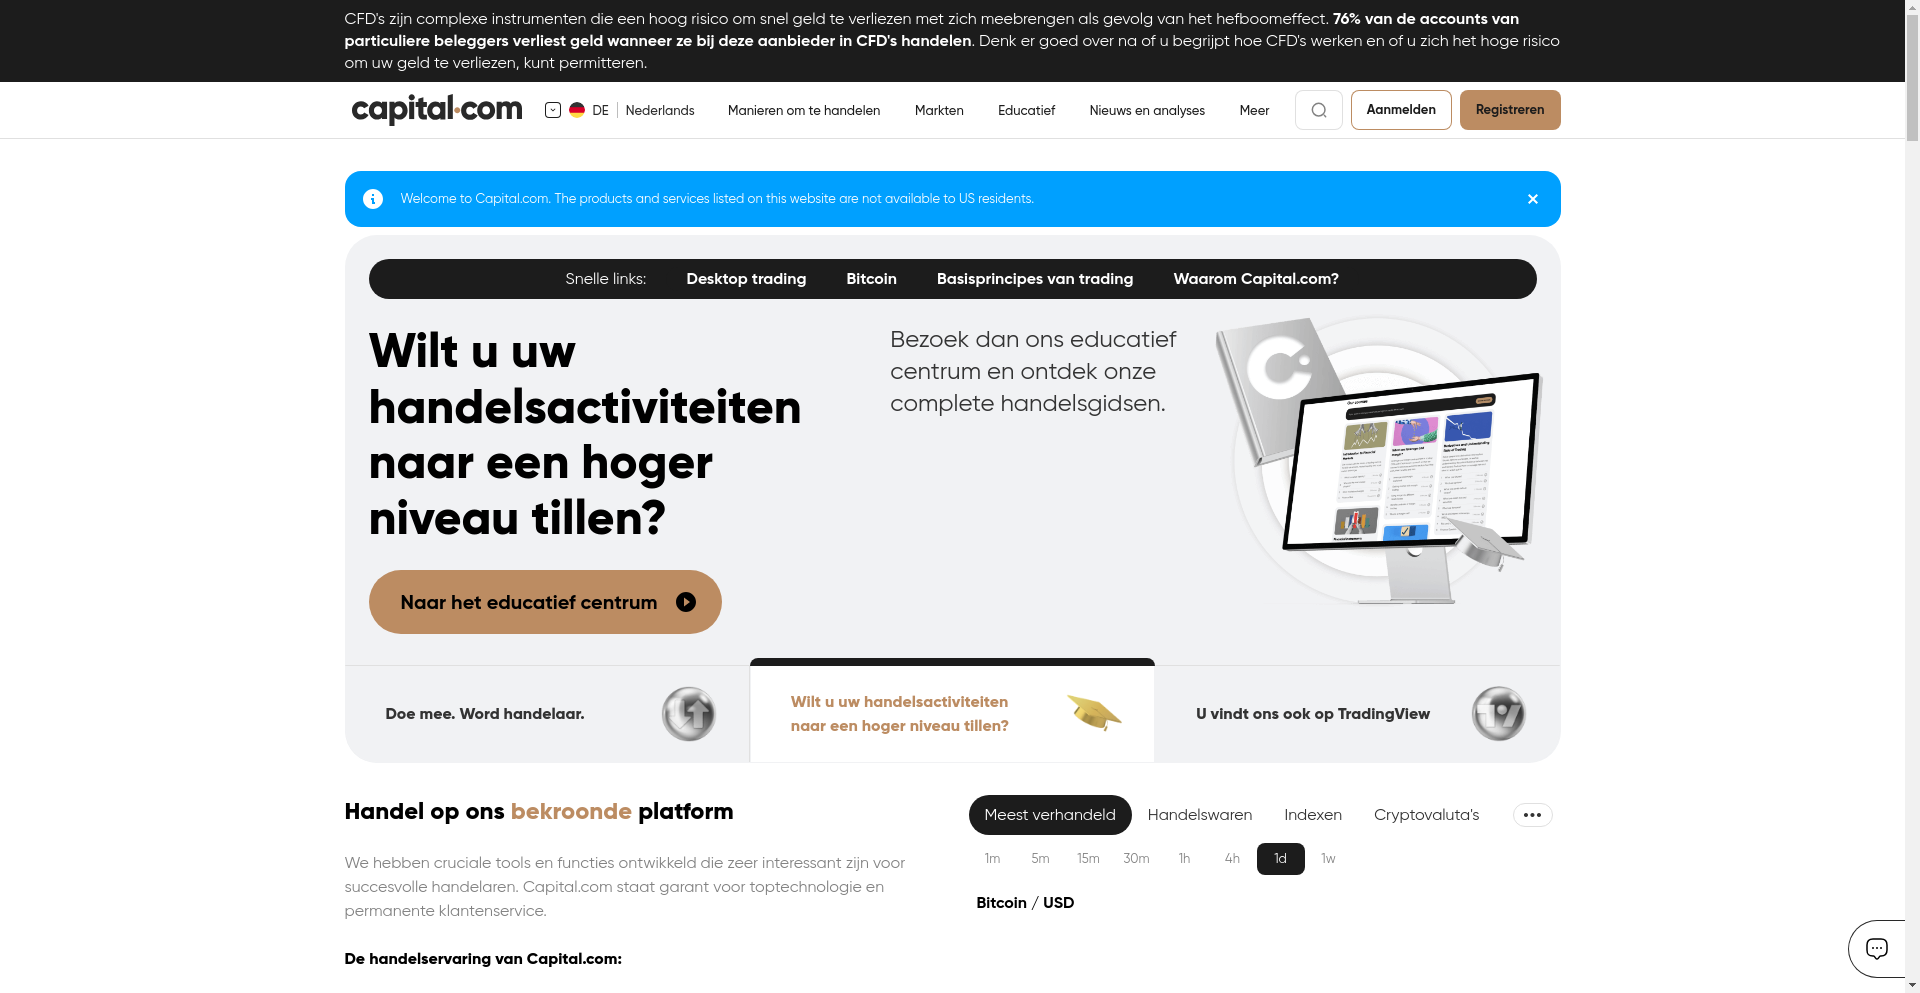 CFD's zijn complexe instrumenten die een hoog risico om snel geld te verliezen met zich meebrengen als gevolg van het hefboomeffect. 76% van de accounts van
particuliere beleggers verliest geld wanneer ze bij deze aanbieder in CFD's handelen. Denk er goed over na of u begrijpt hoe CFD's werken en of u zich het hoge risico
om uw geld te verliezen, kunt permitteren.
capital.com
DE
Nederlands
Manieren om te handelen
Markten
Educatief
Nieuws en analyses
Meer
Aanmelden
Registreren
Welcome to Capital.com. The products and services listed on this website are not available to US residents.
Snelle links:
Desktop trading
Bitcoin
Basisprincipes van trading
Waarom Capital.com?
Wilt u uw
handelsactiviteiten
naar een hoger
niveau tillen?
Bezoek dan ons educatief
centrum en ontdek onze
complete handelsgidsen.
Naar het educatief centrum
Doe mee. Word handelaar.
Wilt u uw handelsactiviteiten
naar een hoger niveau tillen?
U vindt ons ook op TradingView
Handel op ons bekroonde platform
We hebben cruciale tools en functies ontwikkeld die zeer interessant zijn voor
succesvolle handelaren. Capital.com staat garant voor toptechnologie en
permanente klantenservice.
De handelservaring van Capital.com:
Meest verhandeld
Handelswaren
Indexen
Cryptovaluta's
1m
5m
15m
30m
1h
4h
1d
1w
Bitcoin / USD